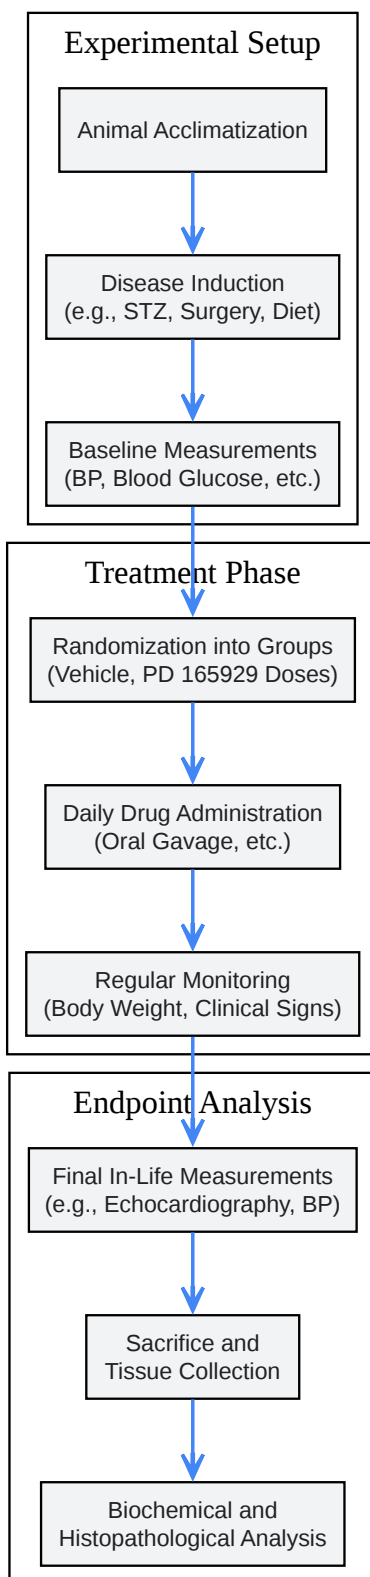 Experimental Setup
Animal Acclimatization
Disease Induction
(e.g., STZ, Surgery, Diet)
Baseline Measurements
(BP, Blood Glucose, etc.)
Treatment Phase
Randomization into Groups
(Vehicle, PD 165929 Doses)
Daily Drug Administration
(Oral Gavage, etc.)
Regular Monitoring
(Body Weight, Clinical Signs)
Endpoint Analysis
Final In-Life Measurements
(e.g., Echocardiography, BP)
Sacrifice and
Tissue Collection
Biochemical and
Histopathological Analysis